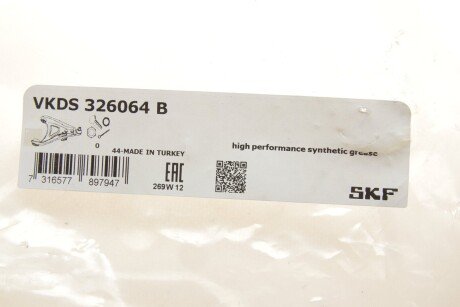 VKDS 326064 B
0
44-MADE IN TURKEY
high performance synthetic grease
7 316577 897947
EAC
269W 12
SKF